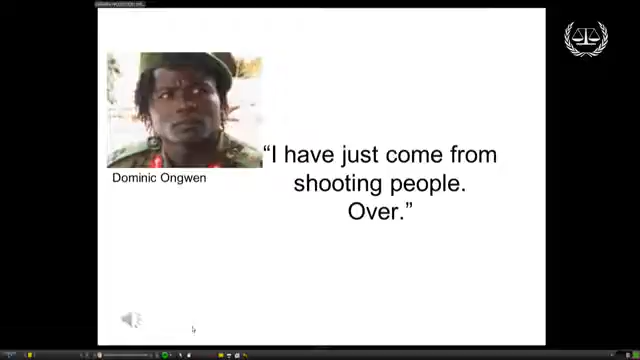 Dominic Ongwen
“I have just come from
shooting people.
Over.”